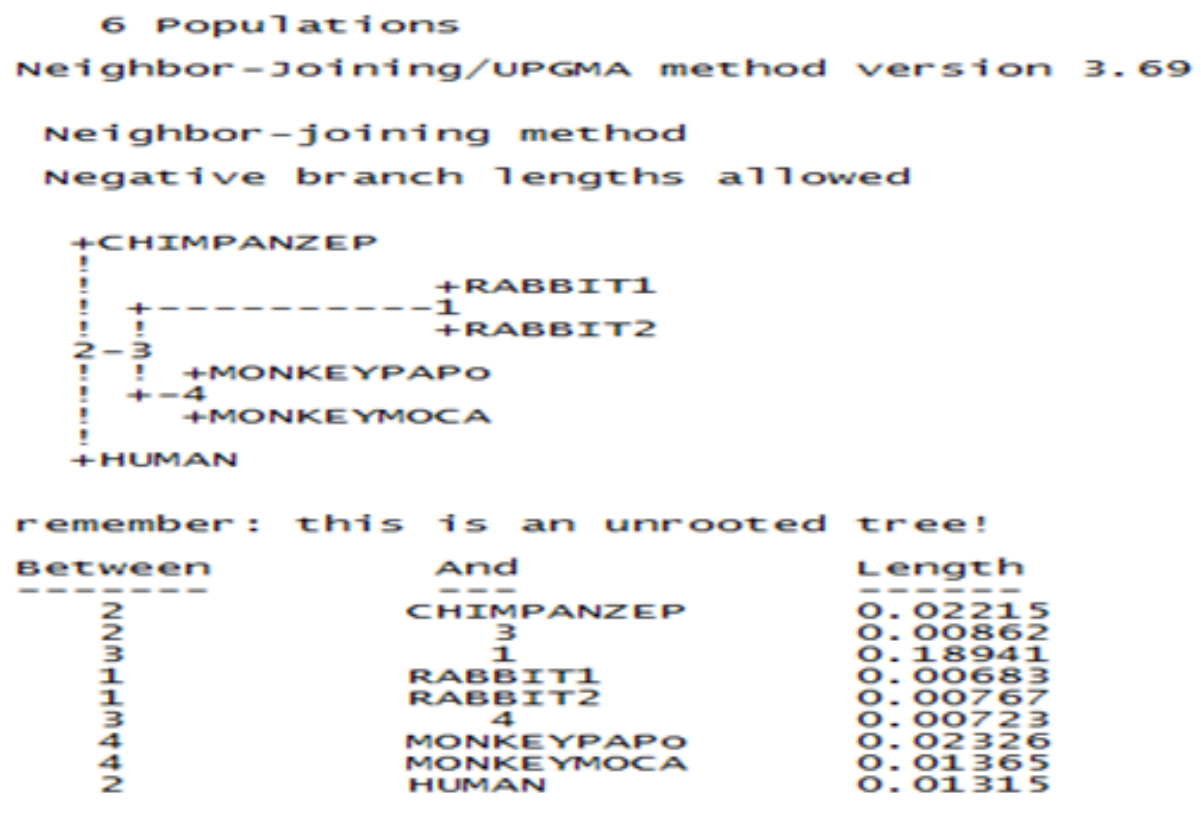 6 Populations
Neighbor-Joining/UPGMA method version 3.69
Neighbor-joining method
Negative branch lengths allowed
+CHIMPANZEP
!
!                    +RABBIT1
!  +-----------1
!  !                 +RABBIT2
2-3
!  !  +MONKEYPAPo
!  +-4
!     +MONKEYMOCA
!
+HUMAN
remember: this is an unrooted tree!
Between And Length
------- --- ------
2 CHIMPANZEP 0.02215
2 3 0.00862
3 1 0.18941
1 RABBIT1 0.00683
1 RABBIT2 0.00767
3 4 0.00723
4 MONKEYPAPo 0.02326
4 MONKEYMOCA 0.01365
2 HUMAN 0.01315